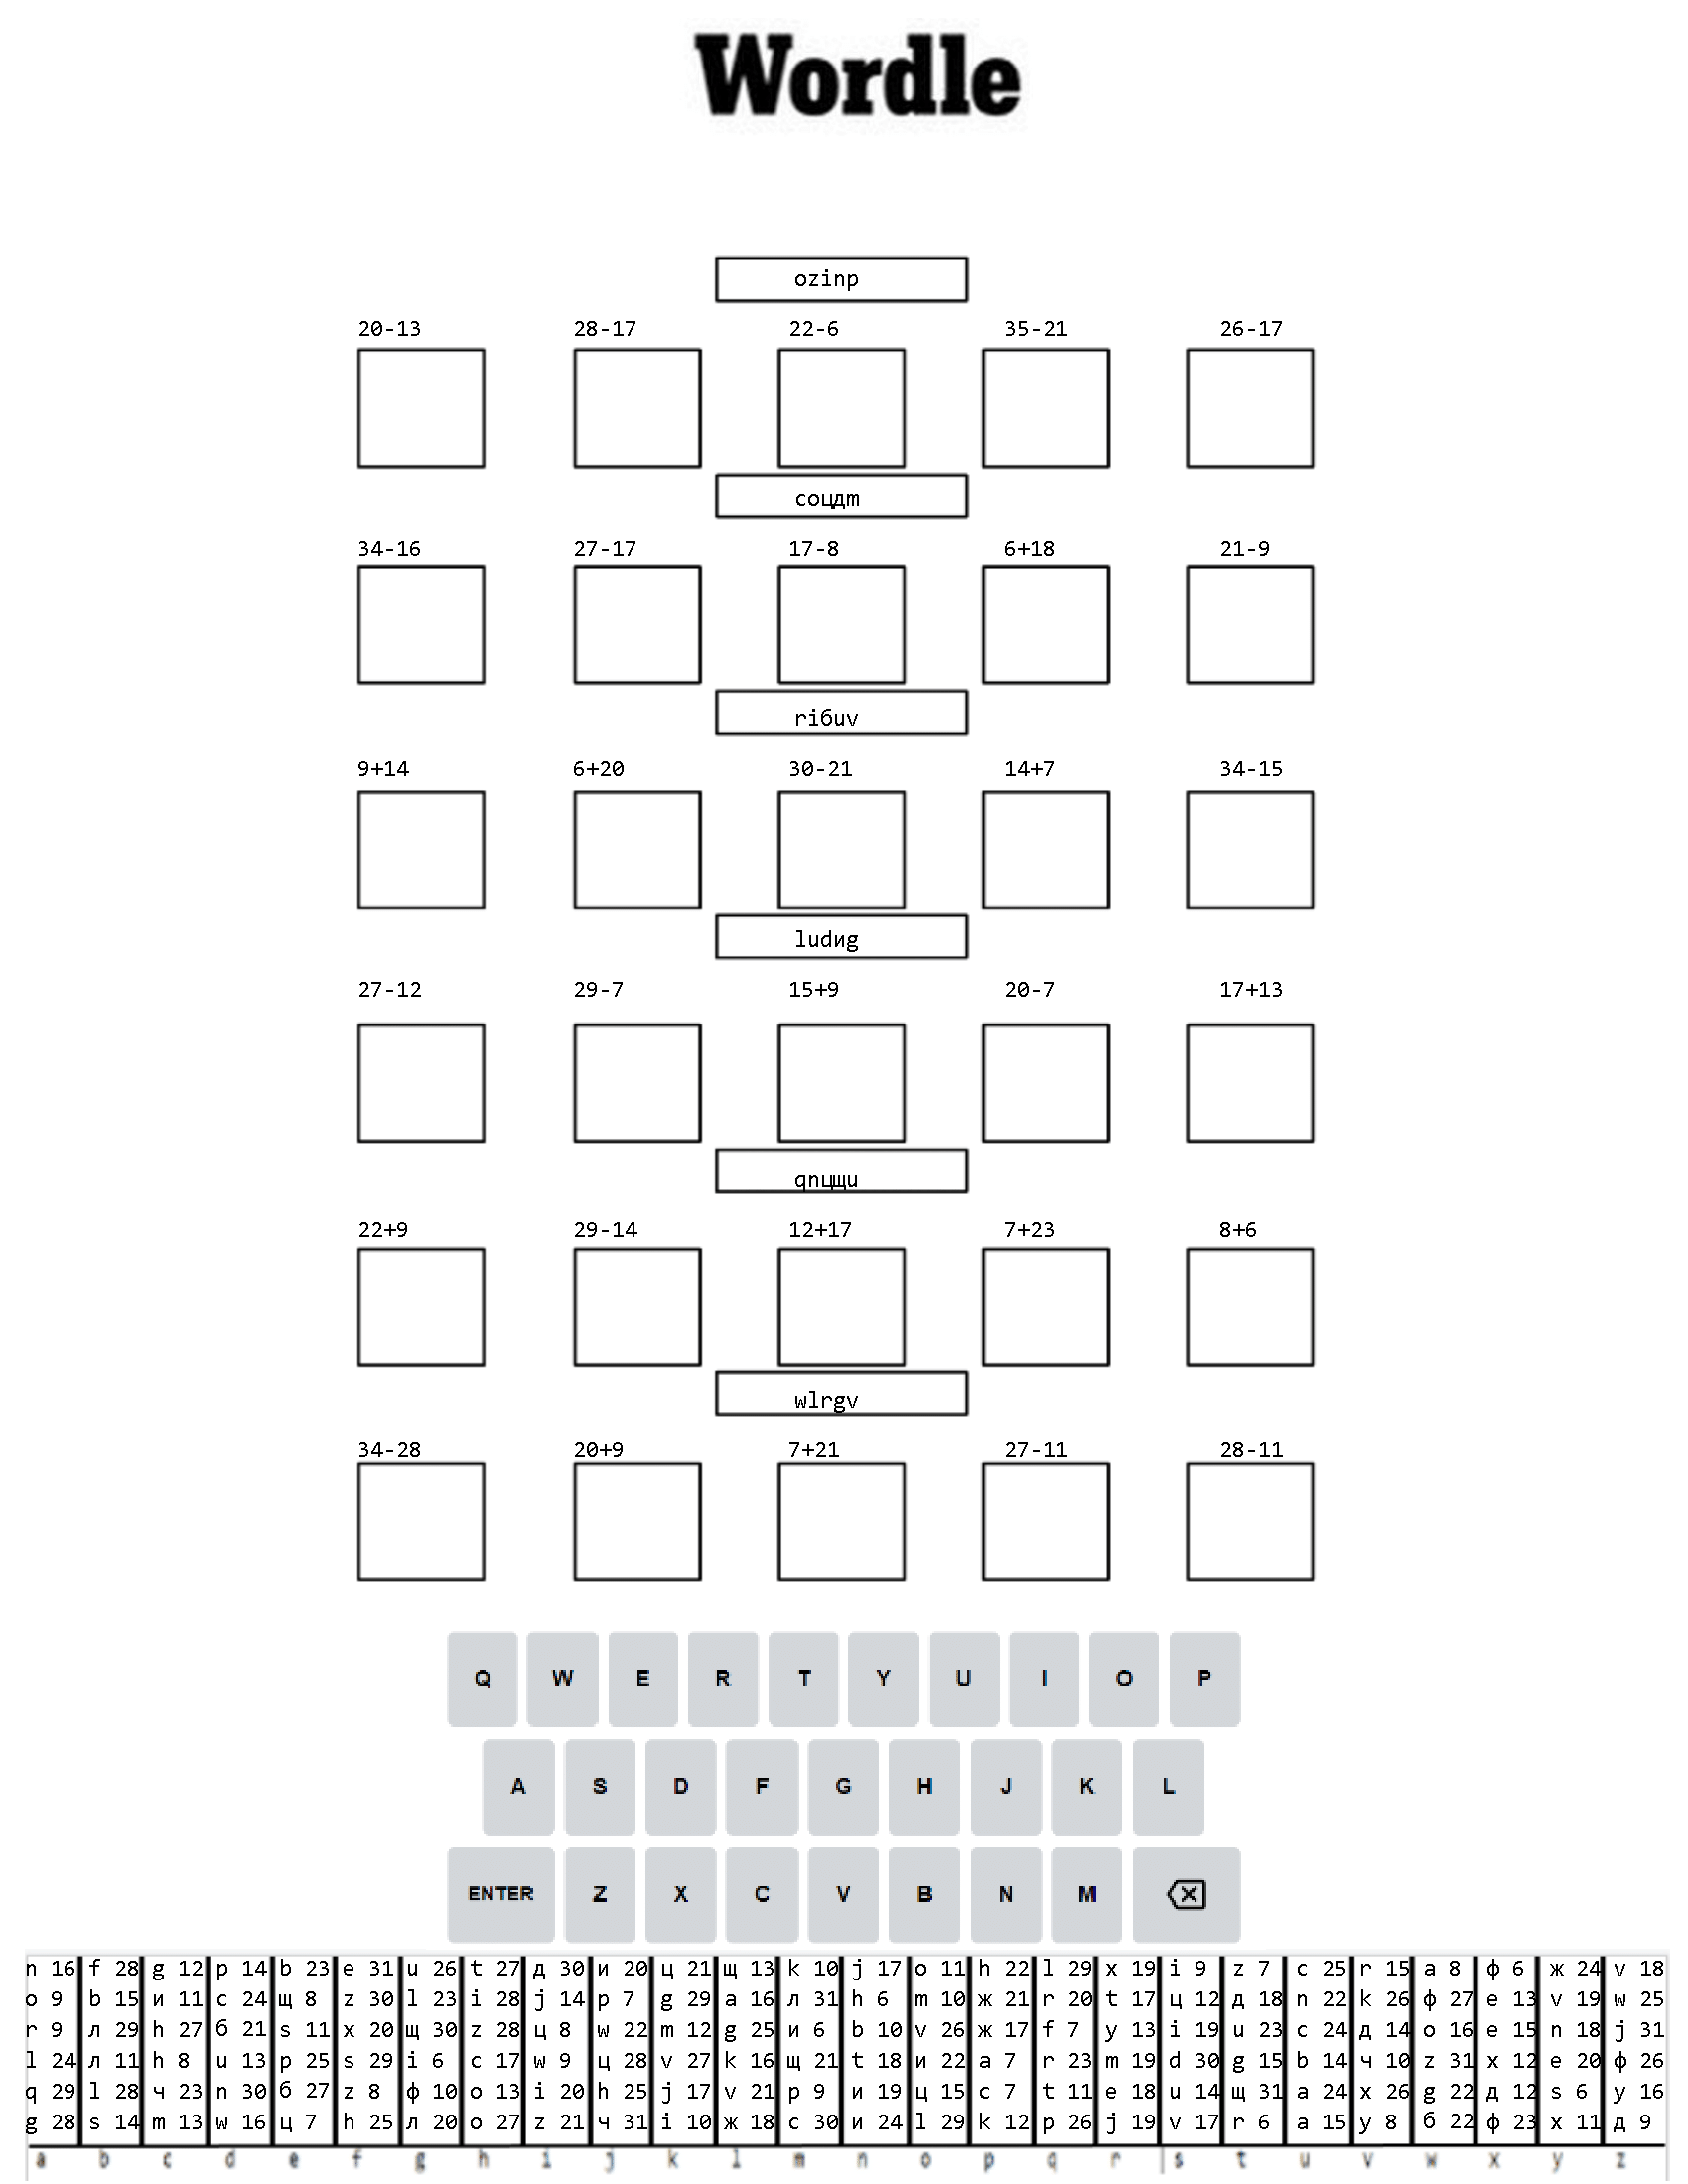 Wordle
ozinp
20-13 28-17 22-6 35-21 26-17
соцдm
34-16 27-17 17-8 6+18 21-9
riбuv
9+14 6+20 30-21 14+7 34-15
ludиg
27-12 29-7 15+9 20-7 17+13
qnцщu
22+9 29-14 12+17 7+23 8+6
wlrgv
34-28 20+9 7+21 27-11 28-11
Q W E R T Y U I O P
A S D F G H J K L
ENTER Z X C V B N M
n 16 f 28 g 12 p 14 b 23 e 31 u 26 t 27 д 30 и 20 ц 21 щ 13 k 10 j 17 o 11 h 22 l 29 x 19 i 9 z 7 c 25 r 15 a 8 ф 6 ж 24 v 18
o 9 b 15 и 11 c 24 щ 8 z 30 l 23 i 28 j 14 p 7 g 29 a 16 л 31 h 6 m 10 ж 21 r 20 t 17 ц 12 д 18 n 22 k 26 ф 27 e 13 v 19 w 25
r 9 л 29 h 27 б 21 s 11 x 20 щ 30 z 28 ц 8 w 22 m 12 g 25 и 6 b 10 v 26 ж 17 f 7 y 13 i 19 u 23 c 24 д 14 o 16 e 15 n 18 j 31
l 24 л 11 h 8 u 13 p 25 s 29 i 6 c 17 w 9 ц 28 v 27 k 16 щ 21 t 18 и 22 a 7 r 23 m 19 d 30 g 15 b 14 ч 10 z 31 x 12 e 20 ф 26
q 29 l 28 ч 23 n 30 б 27 z 8 ф 10 o 13 i 20 h 25 j 17 v 21 p 9 и 19 ц 15 c 7 t 11 e 18 u 14 щ 31 a 24 x 26 g 22 д 12 s 6 y 16
g 28 s 14 m 13 w 16 ц 7 h 25 л 20 o 27 z 21 ч 31 i 10 ж 18 c 30 и 24 l 29 k 12 p 26 j 19 v 17 r 6 a 15 y 8 б 22 ф 23 x 11 д 9
a b c d e f g h i j k l m n o p q r s t u v w x y z